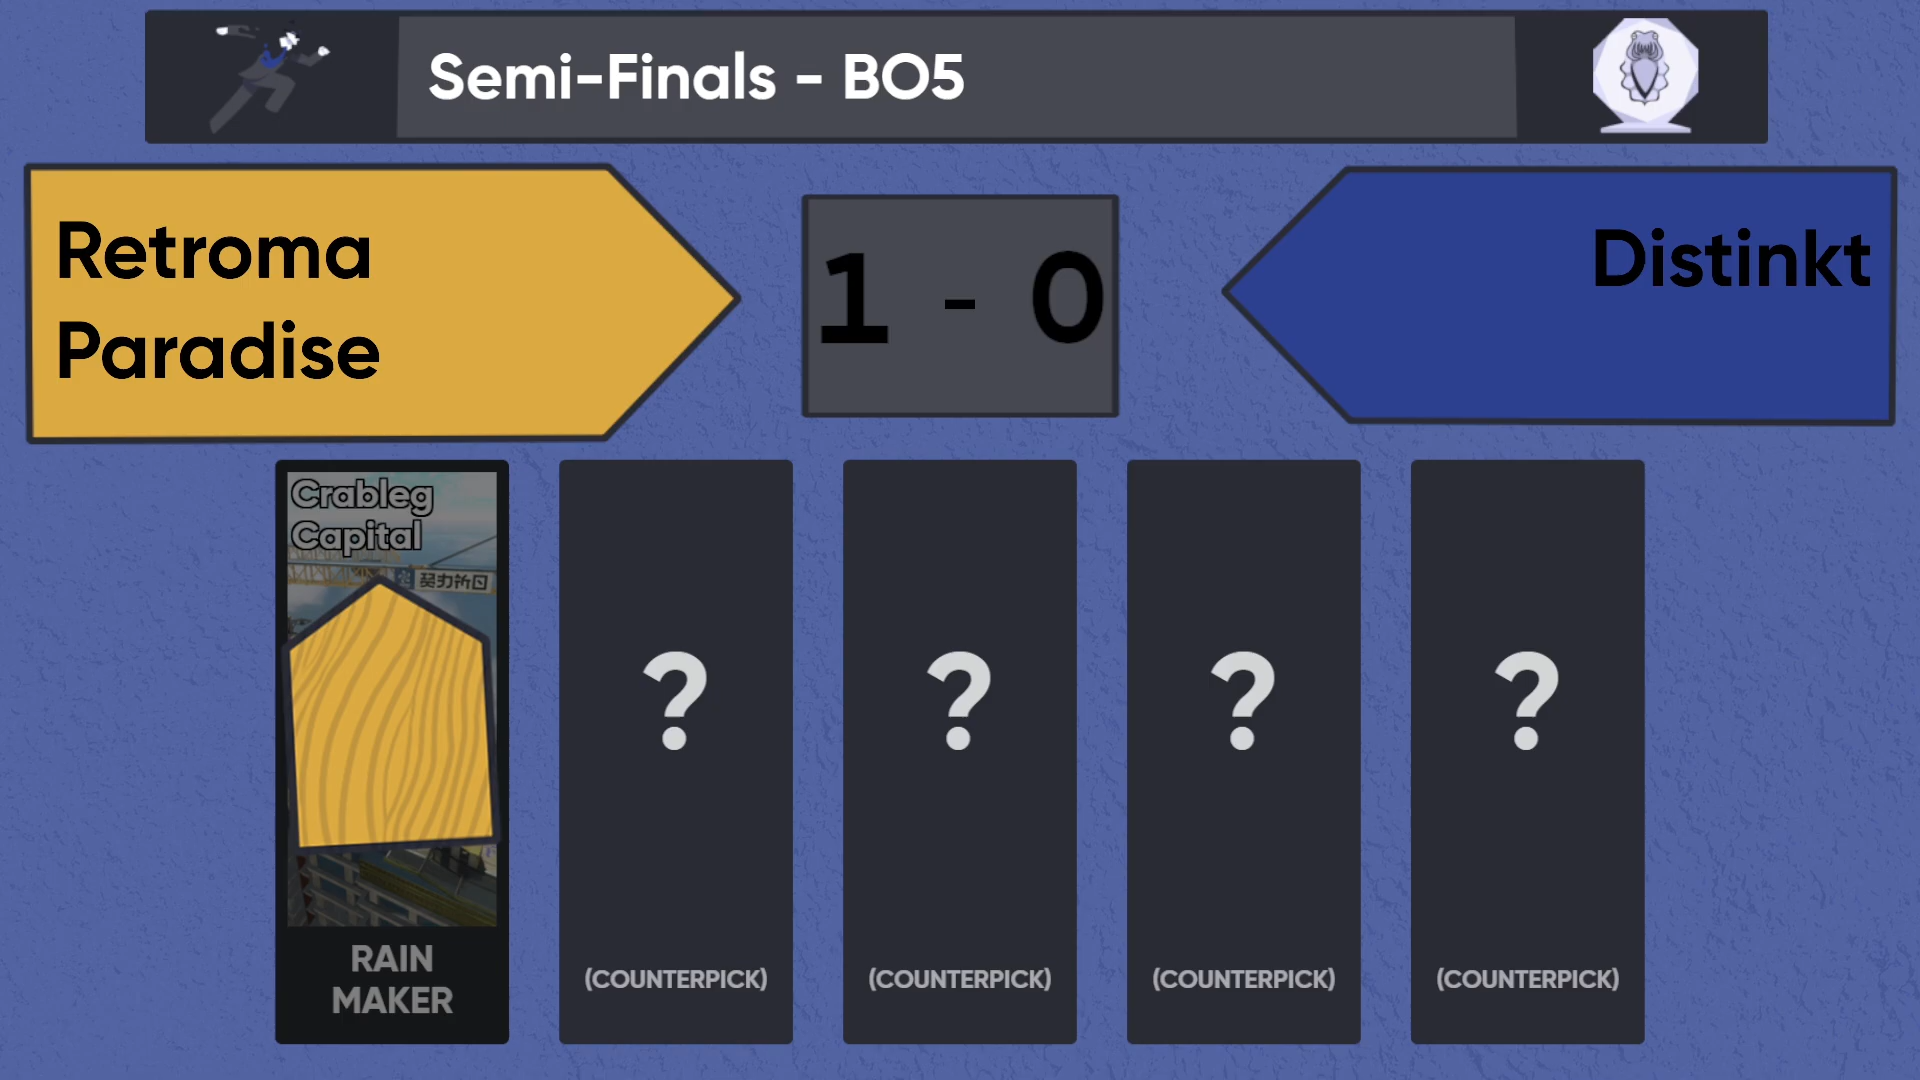 Semi-Finals - BO5
Retroma
Paradise
1 - 0
Distinkt
Crableg
Capital
?
?
?
?
RAIN
MAKER
(COUNTERPICK)
(COUNTERPICK)
(COUNTERPICK)
(COUNTERPICK)